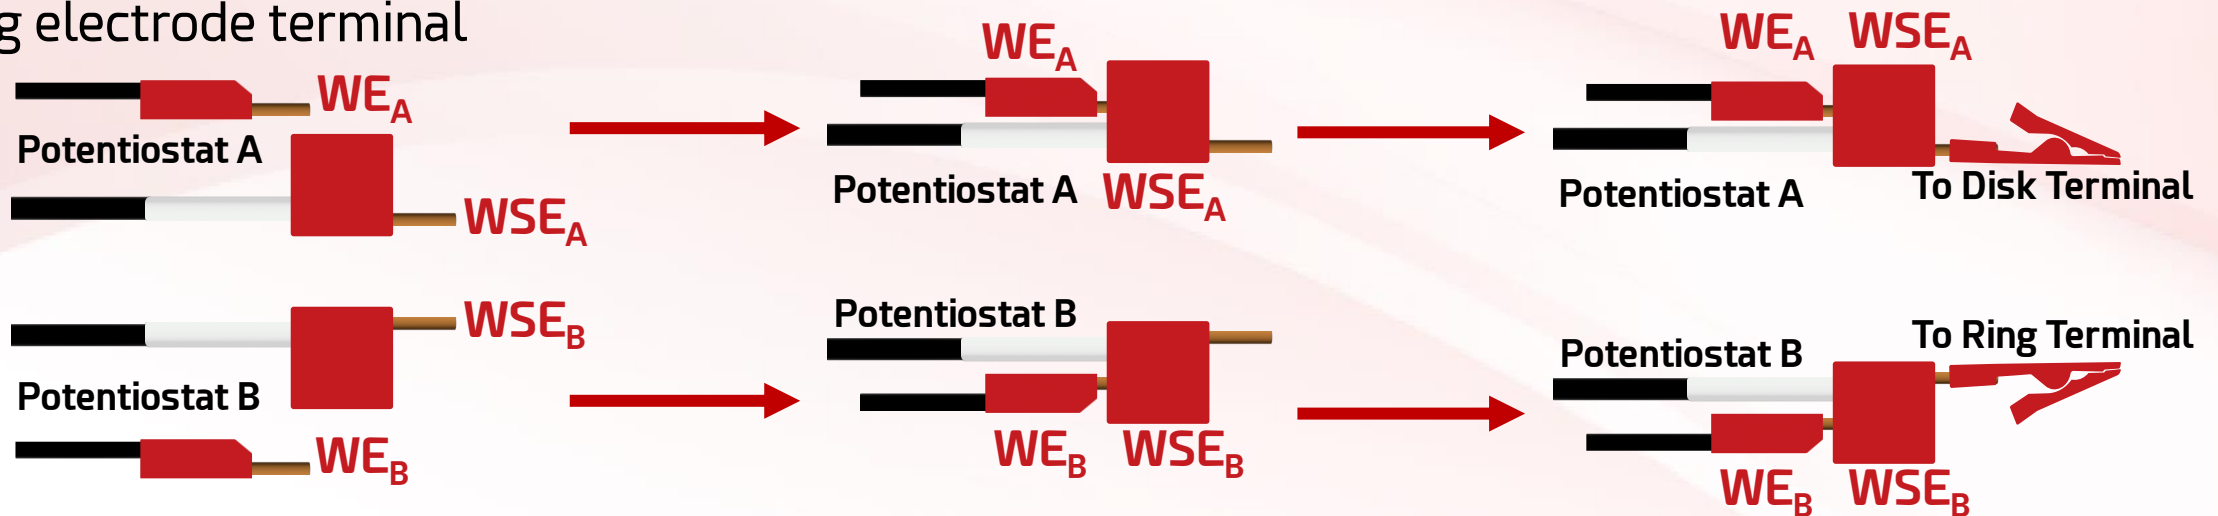 g electrode terminal
WEA
Potentiostat A
WSEA
WSEB
Potentiostat B
WEB
WEA
Potentiostat A WSEA
Potentiostat B
WEB WSEB
WEA WSEA
Potentiostat A
To Disk Terminal
To Ring Terminal
Potentiostat B
WEB WSEB